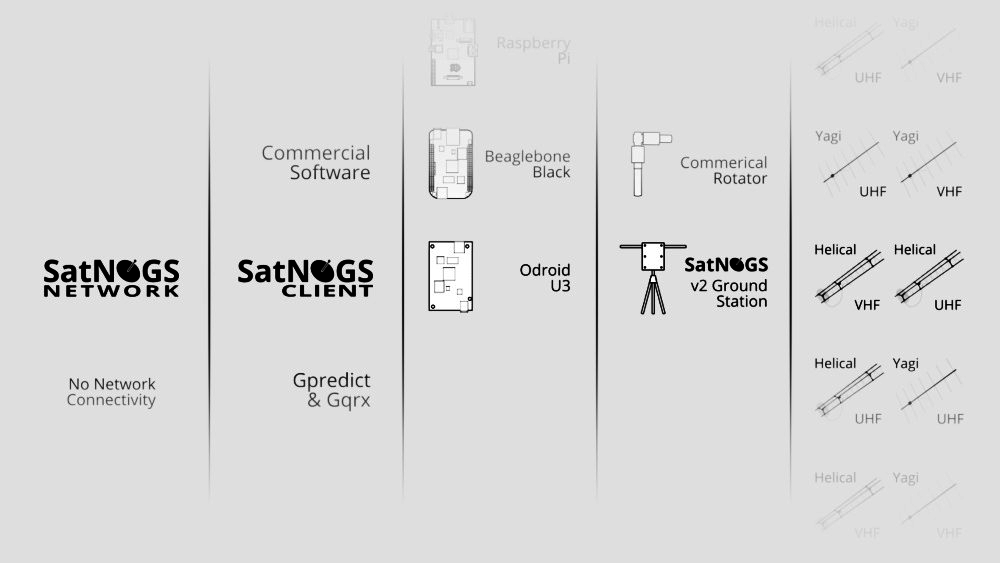 SatNOGS
NETWORK
No Network
Connectivity
Commercial
Software
SatNOGS
CLIENT
Gpredict
& Gqrx
Raspberry
Pi
Beaglebone
Black
Odroid
U3
Commerical
Rotator
SatNOGS
v2 Ground
Station
Helical Yagi
UHF VHF
Yagi Yagi
UHF VHF
Helical Helical
VHF UHF
Helical Yagi
UHF UHF
Helical Yagi
VHF UHF